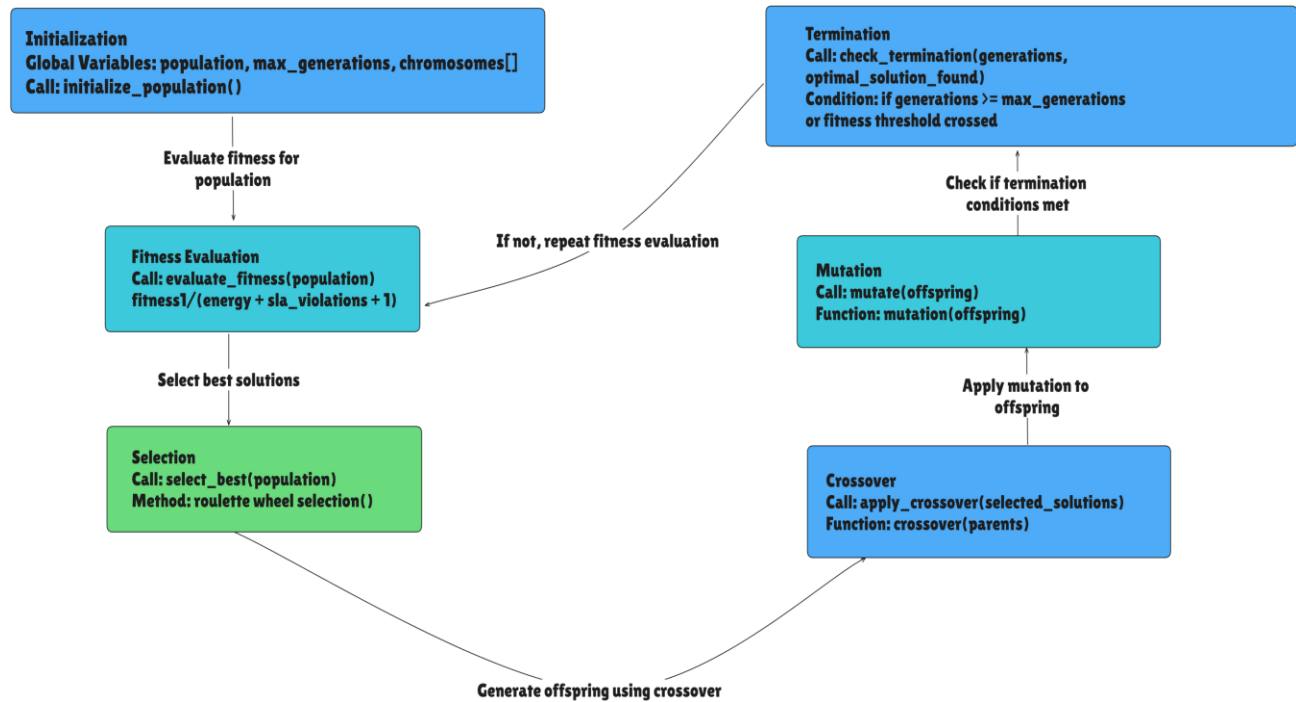 Initialization
Global Variables: population, max_generations, chromosomes[]
Call: initialize_population()
Evaluate fitness for
population
Fitness Evaluation
Call: evaluate_fitness(population)
fitness1/(energy + sla_violations + 1)
Select best solutions
Selection
Call: select_best(population)
Method: roulette wheel selection()
Generate offspring using crossover
Crossover
Call: apply_crossover(selected_solutions)
Function: crossover(parents)
Apply mutation to
offspring
Mutation
Call: mutate(offspring)
Function: mutation(offspring)
Check if termination
conditions met
Termination
Call: check_termination(generations,
optimal_solution_found)
Condition: if generations >= max_generations
or fitness threshold crossed
If not, repeat fitness evaluation